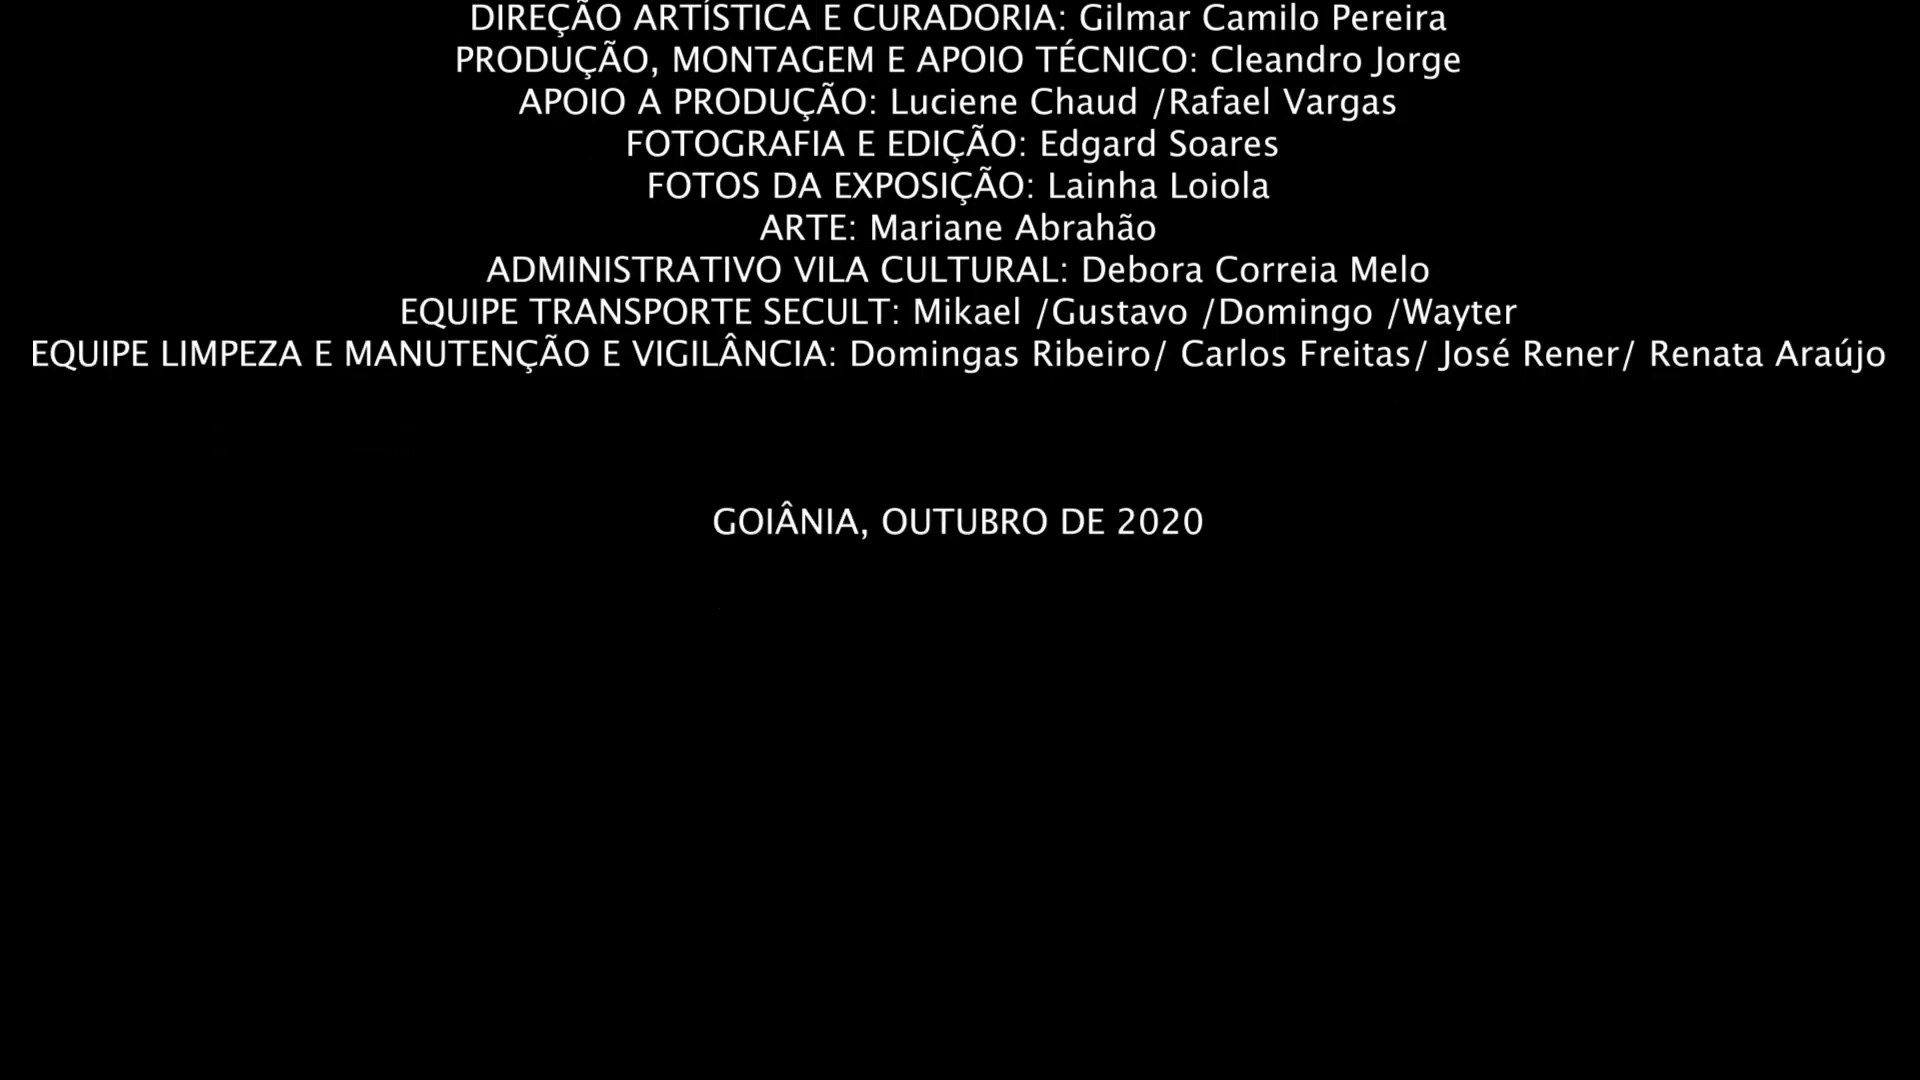 DIREÇÃO ARTÍSTICA E CURADORIA: Gilmar Camilo Pereira
PRODUÇÃO, MONTAGEM E APOIO TÉCNICO: Cleandro Jorge
APOIO A PRODUÇÃO: Luciene Chaud /Rafael Vargas
FOTOGRAFIA E EDIÇÃO: Edgard Soares
FOTOS DA EXPOSIÇÃO: Lainha Loiola
ARTE: Mariane Abrahão
ADMINISTRATIVO VILA CULTURAL: Debora Correia Melo
EQUIPE TRANSPORTE SECULT: Mikael /Gustavo /Domingo /Wayter
EQUIPE LIMPEZA E MANUTENÇÃO E VIGILÂNCIA: Domingas Ribeiro/ Carlos Freitas/ José Rener/ Renata Araújo
GOIÂNIA, OUTUBRO DE 2020